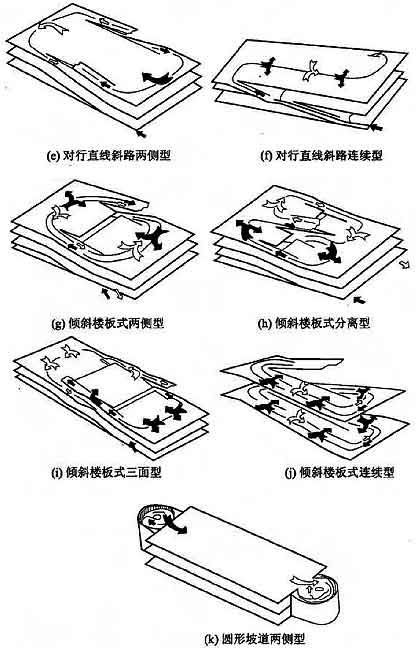 (e) 对行直线斜路两侧型
(f) 对行直线斜路连续型
(g) 倾斜楼板式两侧型
(h) 倾斜楼板式分离型
(i) 倾斜楼板式三面型
(j) 倾斜楼板式连续型
(k) 圆形坡道两侧型